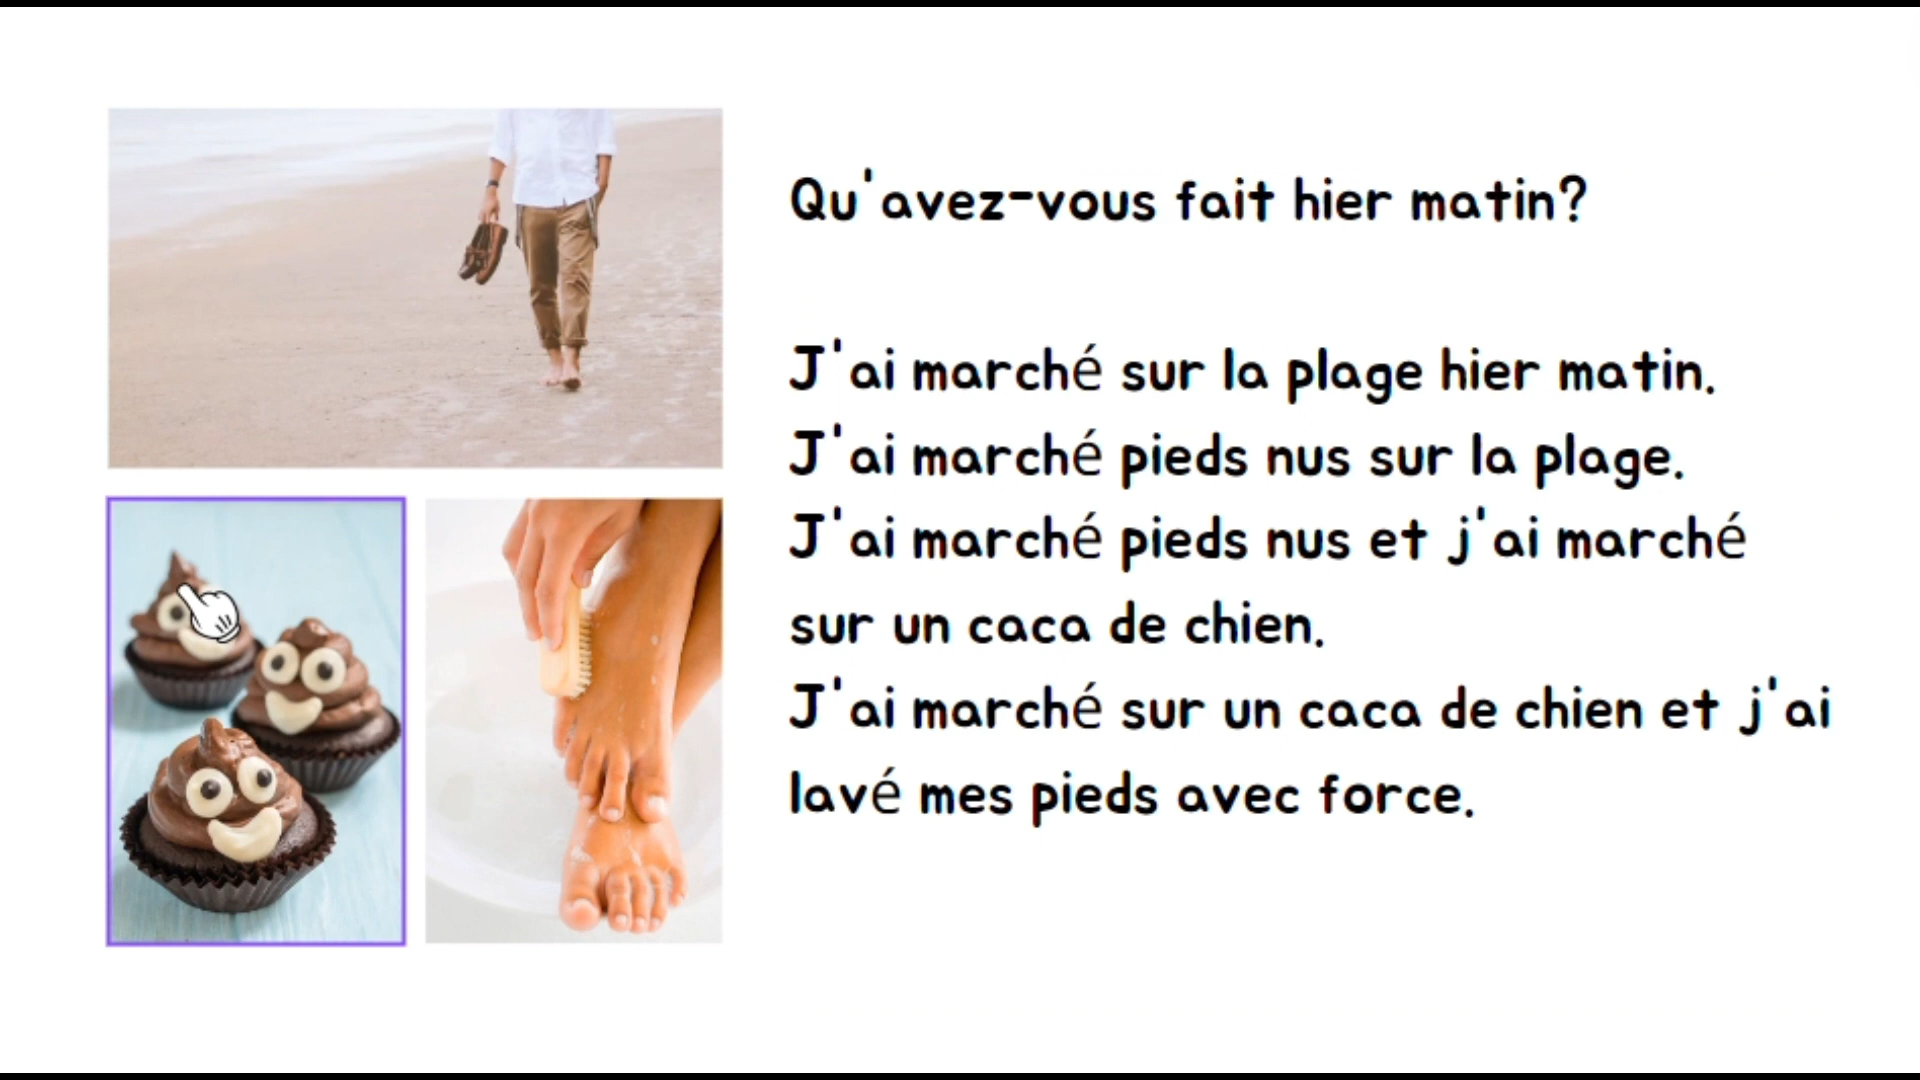 Qu'avez-vous fait hier matin?
J'ai marché sur la plage hier matin.
J'ai marché pieds nus sur la plage.
J'ai marché pieds nus et j'ai marché
sur un caca de chien.
J'ai marché sur un caca de chien et j'ai
lavé mes pieds avec force.